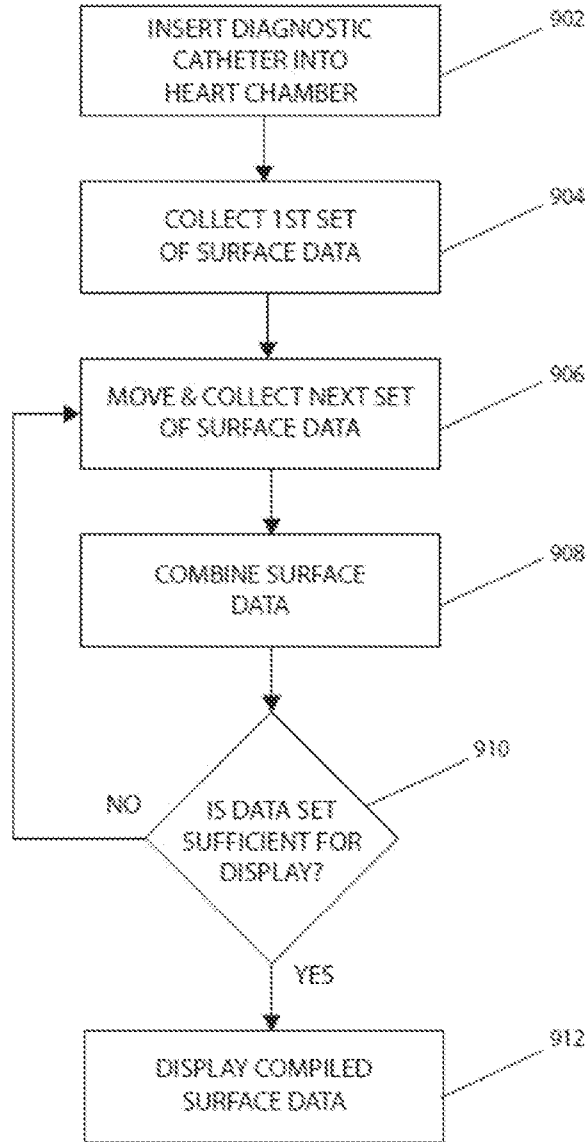 INSERT DIAGNOSTIC
CATHETER INTO
HEART CHAMBER
902
COLLECT 1ST SET
OF SURFACE DATA
904
MOVE & COLLECT NEXT SET
OF SURFACE DATA
906
COMBINE SURFACE
DATA
908
910
NO
IS DATA SET
SUFFICIENT FOR
DISPLAY?
YES
DISPLAY COMPILED
SURFACE DATA
912